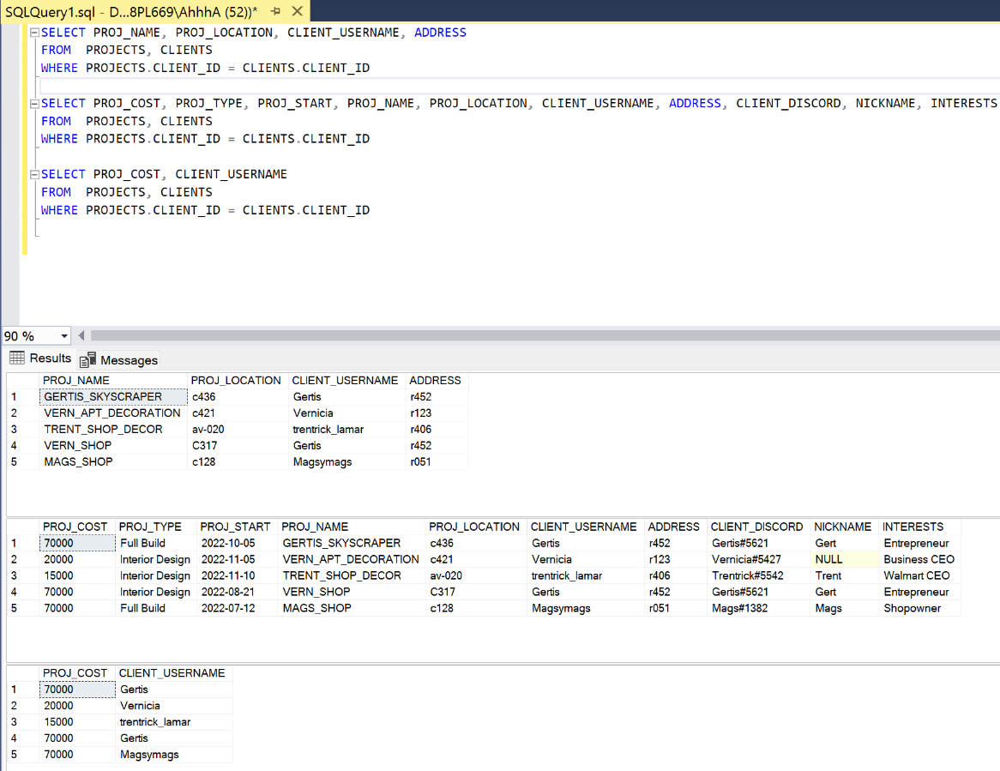 SQLQuery1.sql - D...8PL669\AhhhA (52))*
SELECT PROJ_NAME, PROJ_LOCATION, CLIENT_USERNAME, ADDRESS
FROM PROJECTS, CLIENTS
WHERE PROJECTS.CLIENT_ID = CLIENTS.CLIENT_ID
SELECT PROJ_COST, PROJ_TYPE, PROJ_START, PROJ_NAME, PROJ_LOCATION, CLIENT_USERNAME, ADDRESS, CLIENT_DISCORD, NICKNAME, INTERESTS
FROM PROJECTS, CLIENTS
WHERE PROJECTS.CLIENT_ID = CLIENTS.CLIENT_ID
SELECT PROJ_COST, CLIENT_USERNAME
FROM PROJECTS, CLIENTS
WHERE PROJECTS.CLIENT_ID = CLIENTS.CLIENT_ID
90 %
Results Messages
PROJ_NAME PROJ_LOCATION CLIENT_USERNAME ADDRESS
1 GERTIS_SKYSCRAPER c436 Gertis r452
2 VERN_APT_DECORATION c421 Vernicia r123
3 TRENT_SHOP_DECOR av-020 trentrick_lamar r406
4 VERN_SHOP C317 Gertis r452
5 MAGS_SHOP c128 Magsymags r051
PROJ_COST PROJ_TYPE PROJ_START PROJ_NAME PROJ_LOCATION CLIENT_USERNAME ADDRESS CLIENT_DISCORD NICKNAME INTERESTS
1 70000 Full Build 2022-10-05 GERTIS_SKYSCRAPER c436 Gertis r452 Gertis#5621 Gert Entrepreneur
2 20000 Interior Design 2022-11-05 VERN_APT_DECORATION c421 Vernicia r123 Vernicia#5427 NULL Business CEO
3 15000 Interior Design 2022-11-10 TRENT_SHOP_DECOR av-020 trentrick_lamar r406 Trentrick#5542 Trent Walmart CEO
4 70000 Interior Design 2022-08-21 VERN_SHOP C317 Gertis r452 Gertis#5621 Gert Entrepreneur
5 70000 Full Build 2022-07-12 MAGS_SHOP c128 Magsymags r051 Mags#1382 Mags Shopowner
PROJ_COST CLIENT_USERNAME
1 70000 Gertis
2 20000 Vernicia
3 15000 trentrick_lamar
4 70000 Gertis
5 70000 Magsymags